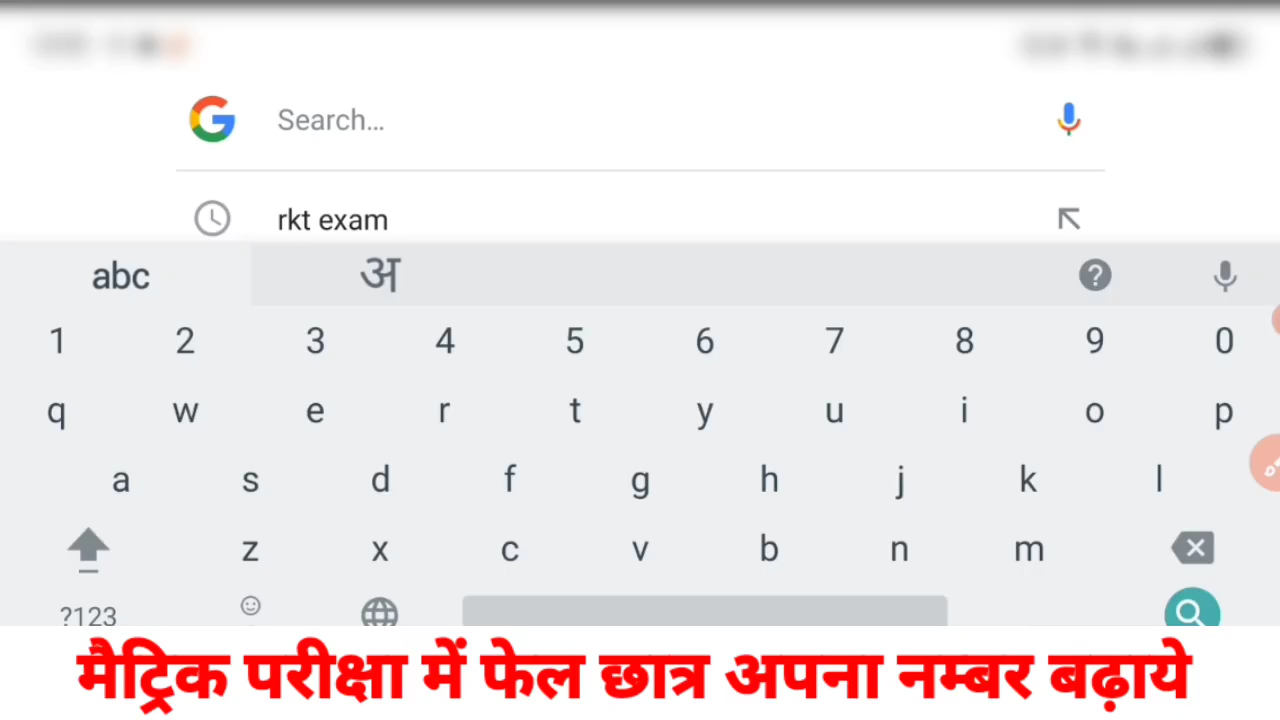 Search...
rkt exam
abc अ ?
1 2 3 4 5 6 7 8 9 0
q w e r t y u i o p
a s d f g h j k l
z x c v b n m
?123
मैट्रिक परीक्षा में फेल छात्र अपना नम्बर बढ़ाये